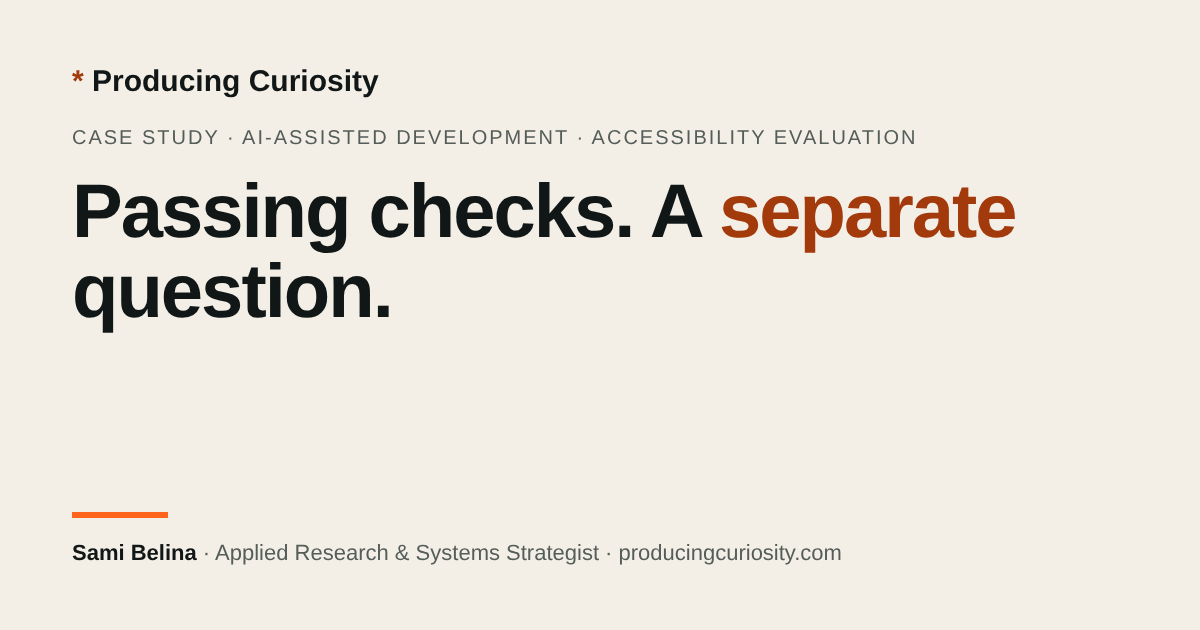 * Producing Curiosity
CASE STUDY · AI-ASSISTED DEVELOPMENT · ACCESSIBILITY EVALUATION
Passing checks. A separate
question.
Sami Belina · Applied Research & Systems Strategist · producingcuriosity.com